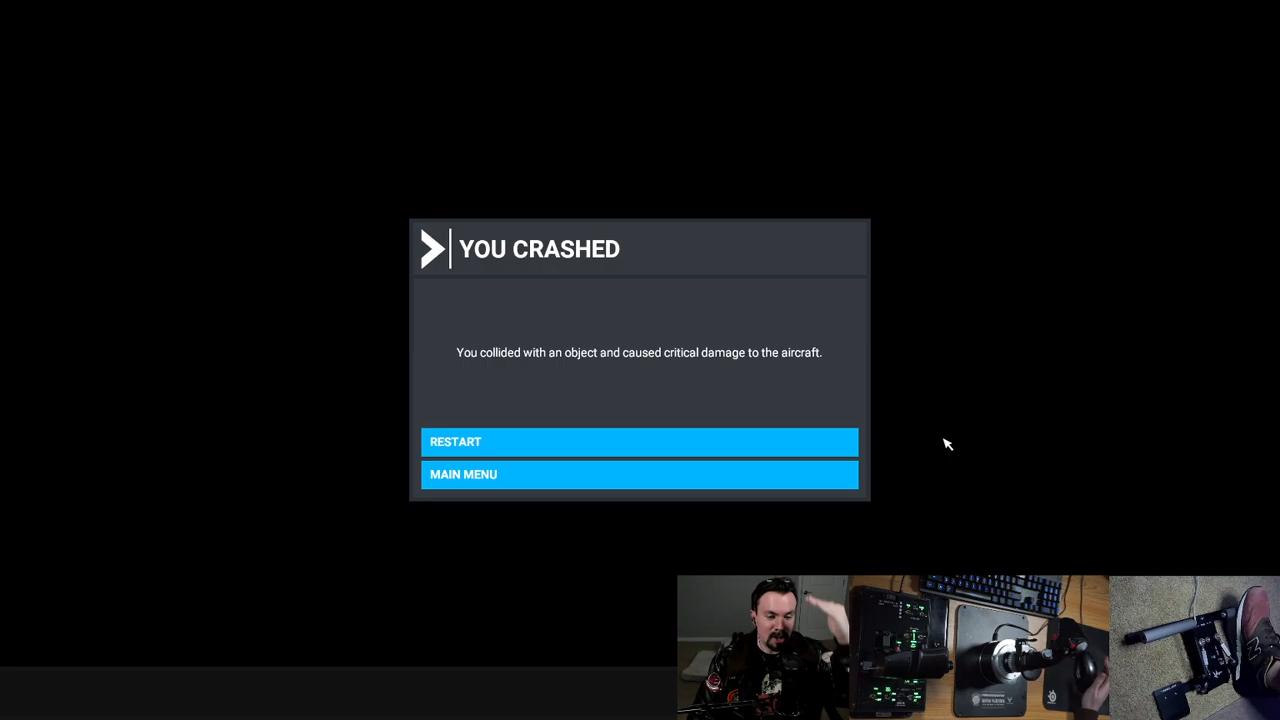 YOU CRASHED
You collided with an object and caused critical damage to the aircraft.
RESTART
MAIN MENU